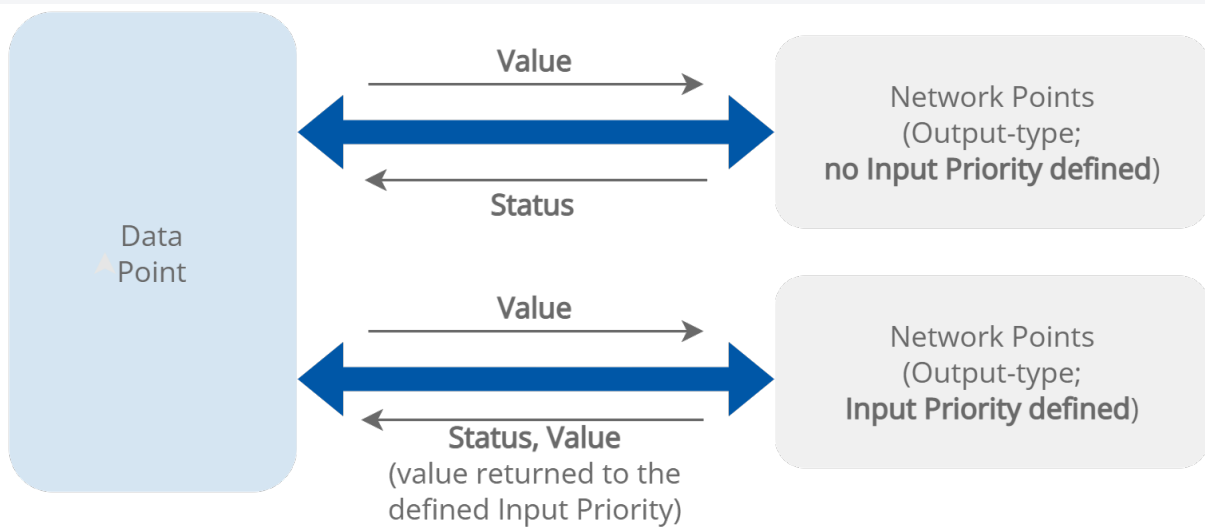 Data
Point
Value
Status
Network Points
(Output-type;
no Input Priority defined)
Value
Status, Value
(value returned to the
defined Input Priority)
Network Points
(Output-type;
Input Priority defined)